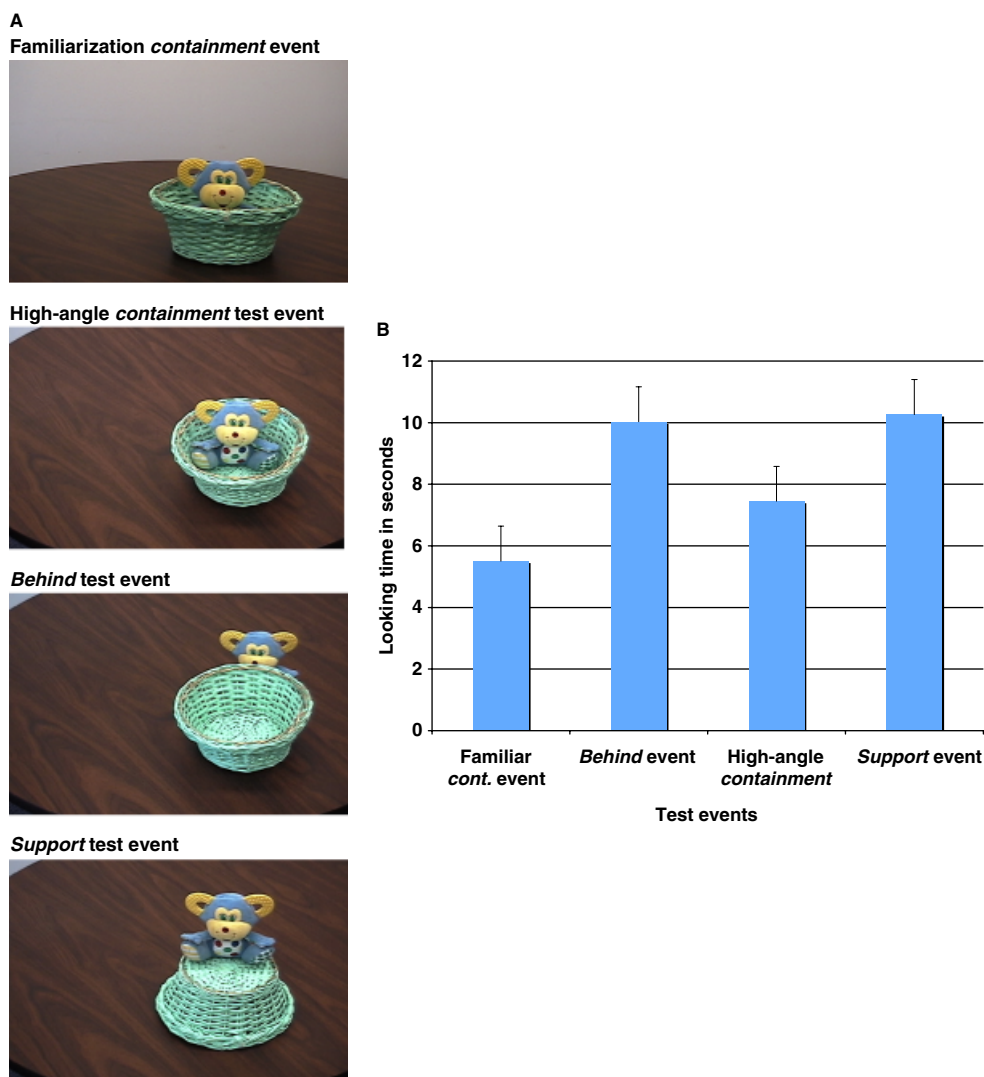 A
Familiarization containment event
High-angle containment test event
Behind test event
Support test event
B
Looking time in seconds
12
10
8
6
4
2
0
Familiar
cont. event
Behind event
High-angle
containment
Support event
Test events